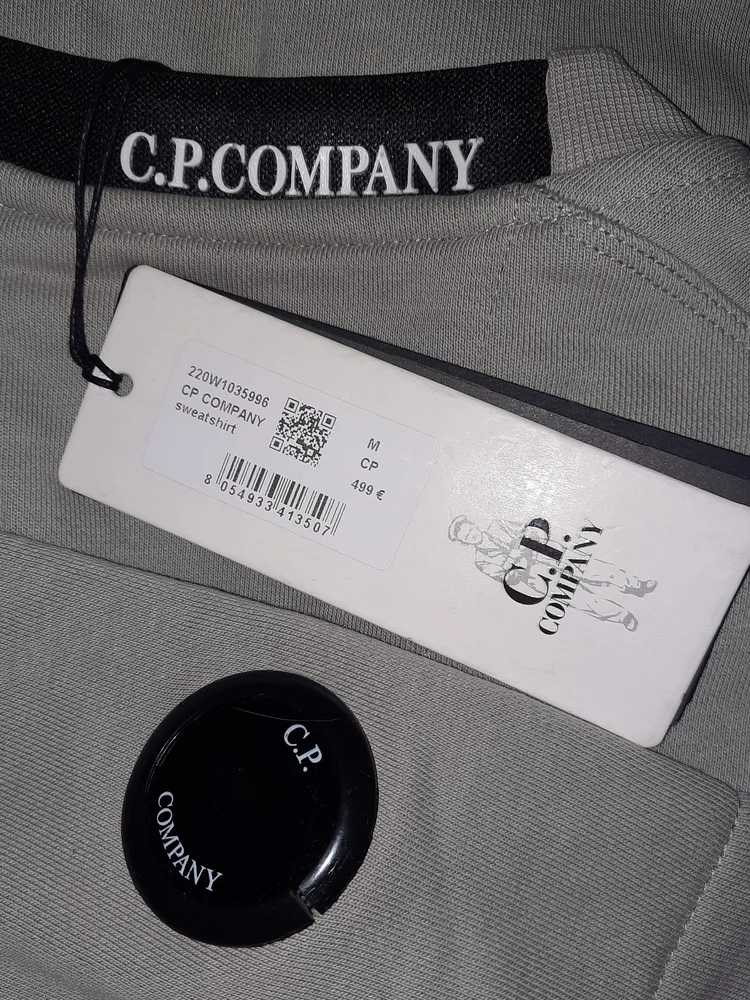 C.P.COMPANY
220W1035996
CP COMPANY
sweatshirt
M
CP
499 €
8 054933 413507
C.P.
COMPANY
C.P.
COMPANY